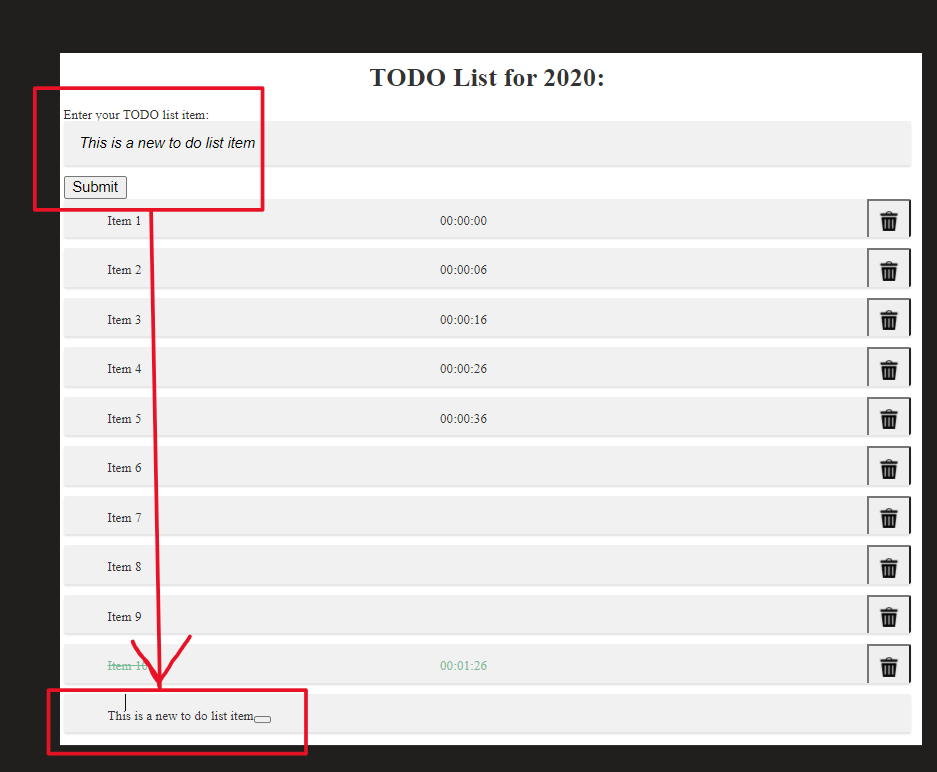 TODO List for 2020:
Enter your TODO list item:
This is a new to do list item
Submit
Item 1 00:00:00
Item 2 00:00:06
Item 3 00:00:16
Item 4 00:00:26
Item 5 00:00:36
Item 6
Item 7
Item 8
Item 9
Item 10 00:01:26
This is a new to do list item